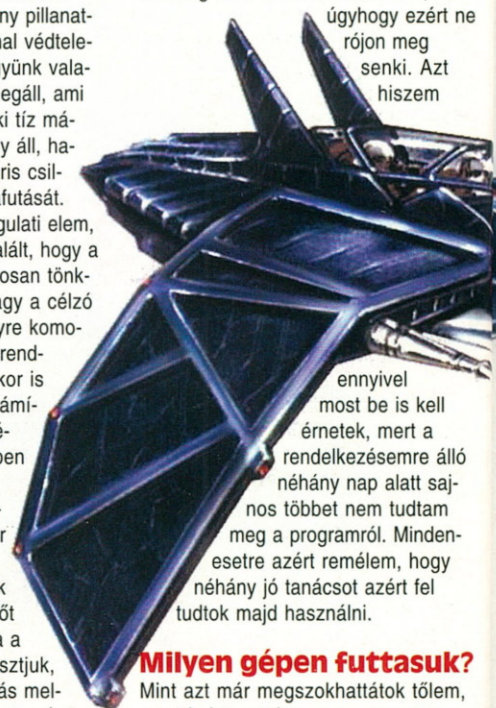 ny pillanat-
al védtele-
gyünk vala-
egáll, ami
ki tíz má-
y áll, ha-
ris csil-
futását.
gulati elem,
alált, hogy a
osan tönk-
agy a célzó
yre komo-
rend-
kor is
ámí-
é-
ben
r
k
őt
a a
sztjuk,
ás mel-
úgyhogy ezért ne
rójon meg
senki. Azt
hiszem
ennyivel
most be is kell
érnetek, mert a
rendelkezésemre álló
néhány nap alatt saj-
nos többet nem tudtam
meg a programról. Minden-
esetre azért remélem, hogy
néhány jó tanácsot azért fel
tudtok majd használni.
Milyen gépen futtasuk?
Mint azt már megszokhattátok tőlem,